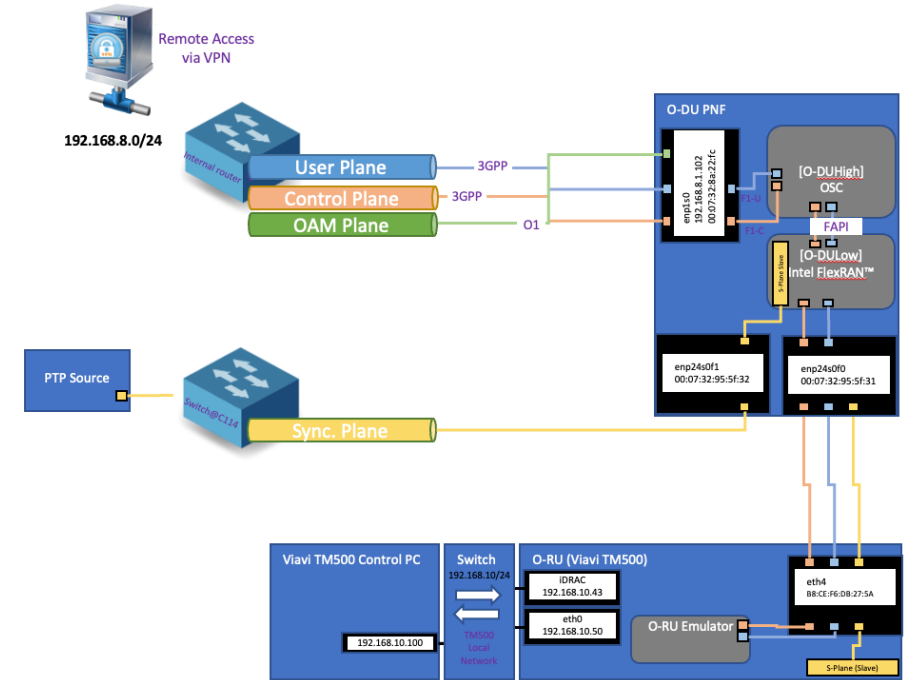 Remote Access
via VPN
VPN
192.168.8.0/24
Internal router
User Plane
Control Plane
OAM Plane
3GPP
3GPP
O1
O-DU PNF
enp1s0
192.168.8.1.102
00:07:32:8a:22:fc
F1-U
F1-C
[O-DUHigh]
OSC
FAPI
[O-DULow]
Intel FlexRAN™
S-Plane Slave
enp24s0f1
00:07:32:95:5f:32
enp24s0f0
00:07:32:95:5f:31
PTP Source
Switch@C114
Sync. Plane
Viavi TM500 Control PC
192.168.10.100
Switch
192.168.10/24
TM500
Local
Network
O-RU (Viavi TM500)
iDRAC
192.168.10.43
eth0
192.168.10.50
O-RU Emulator
eth4
B8:CE:F6:DB:27:5A
S-Plane (Slave)